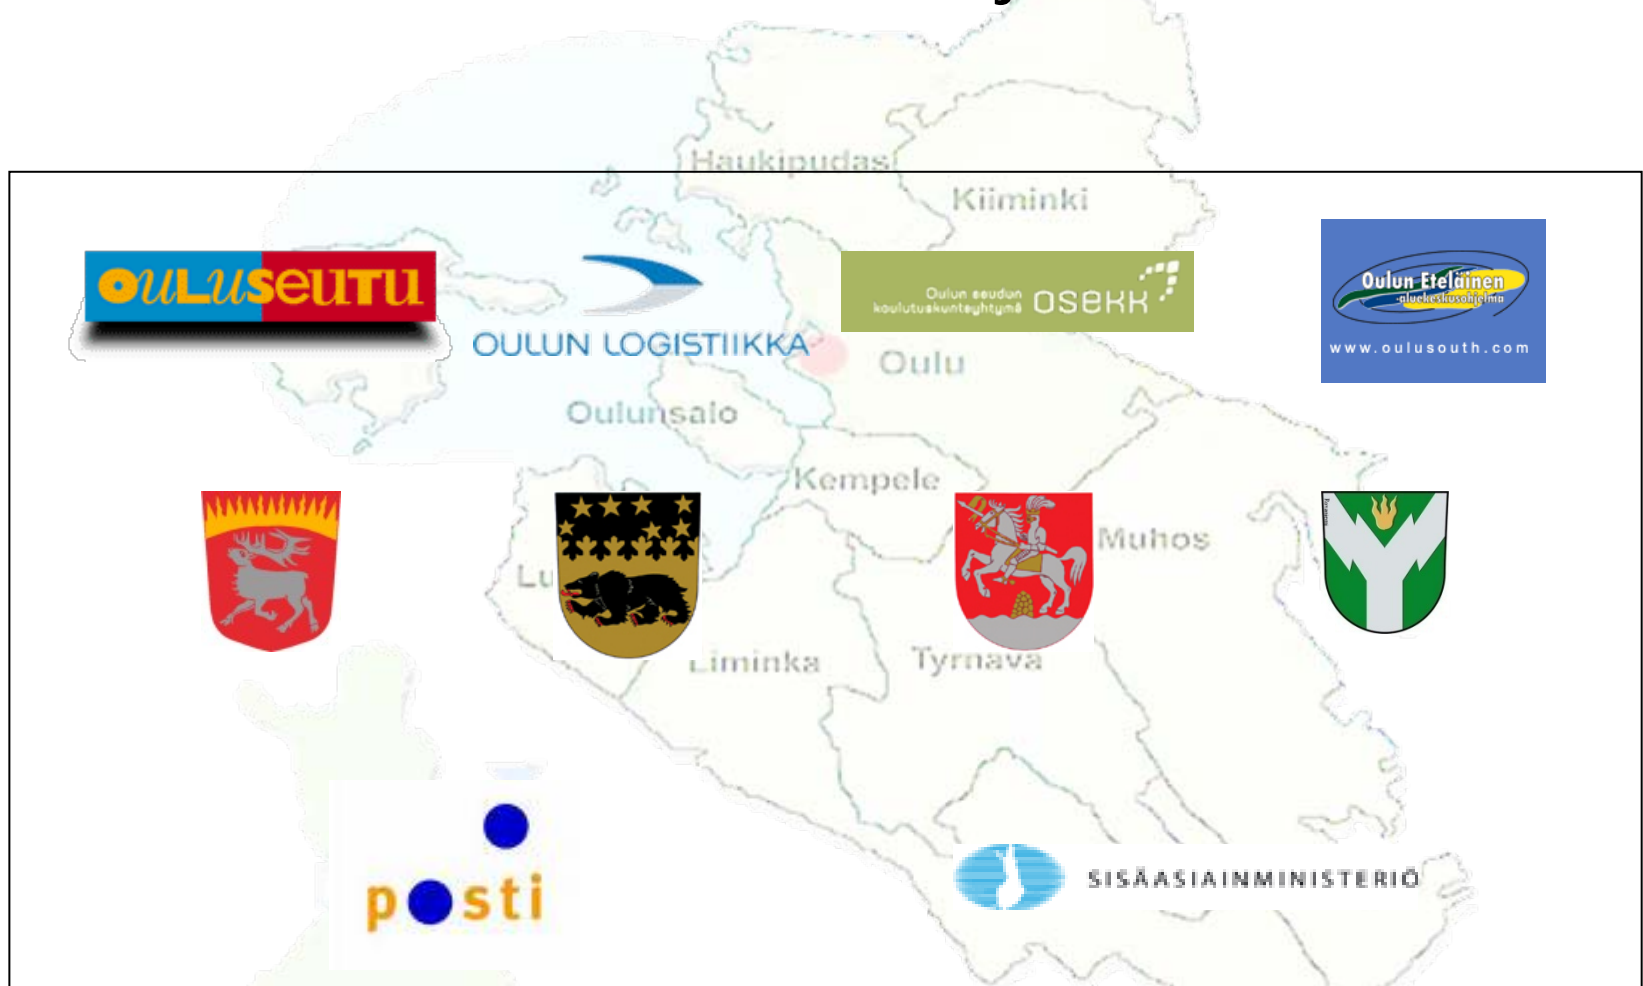 Haukipudas
Kiiminki
OULUSEUTU
OULUN LOGISTIIKKA
Oulun seudun
koulutuskuntayhtymä
OSEKK
Oulun Eteläinen
-aluekeskusohjelma
www.oulusouth.com
Oulu
Oulunsalo
Kempele
Muhos
Lu
Liminka
Tyrnävä
posti
SISÄASIAINMINISTERIÖ